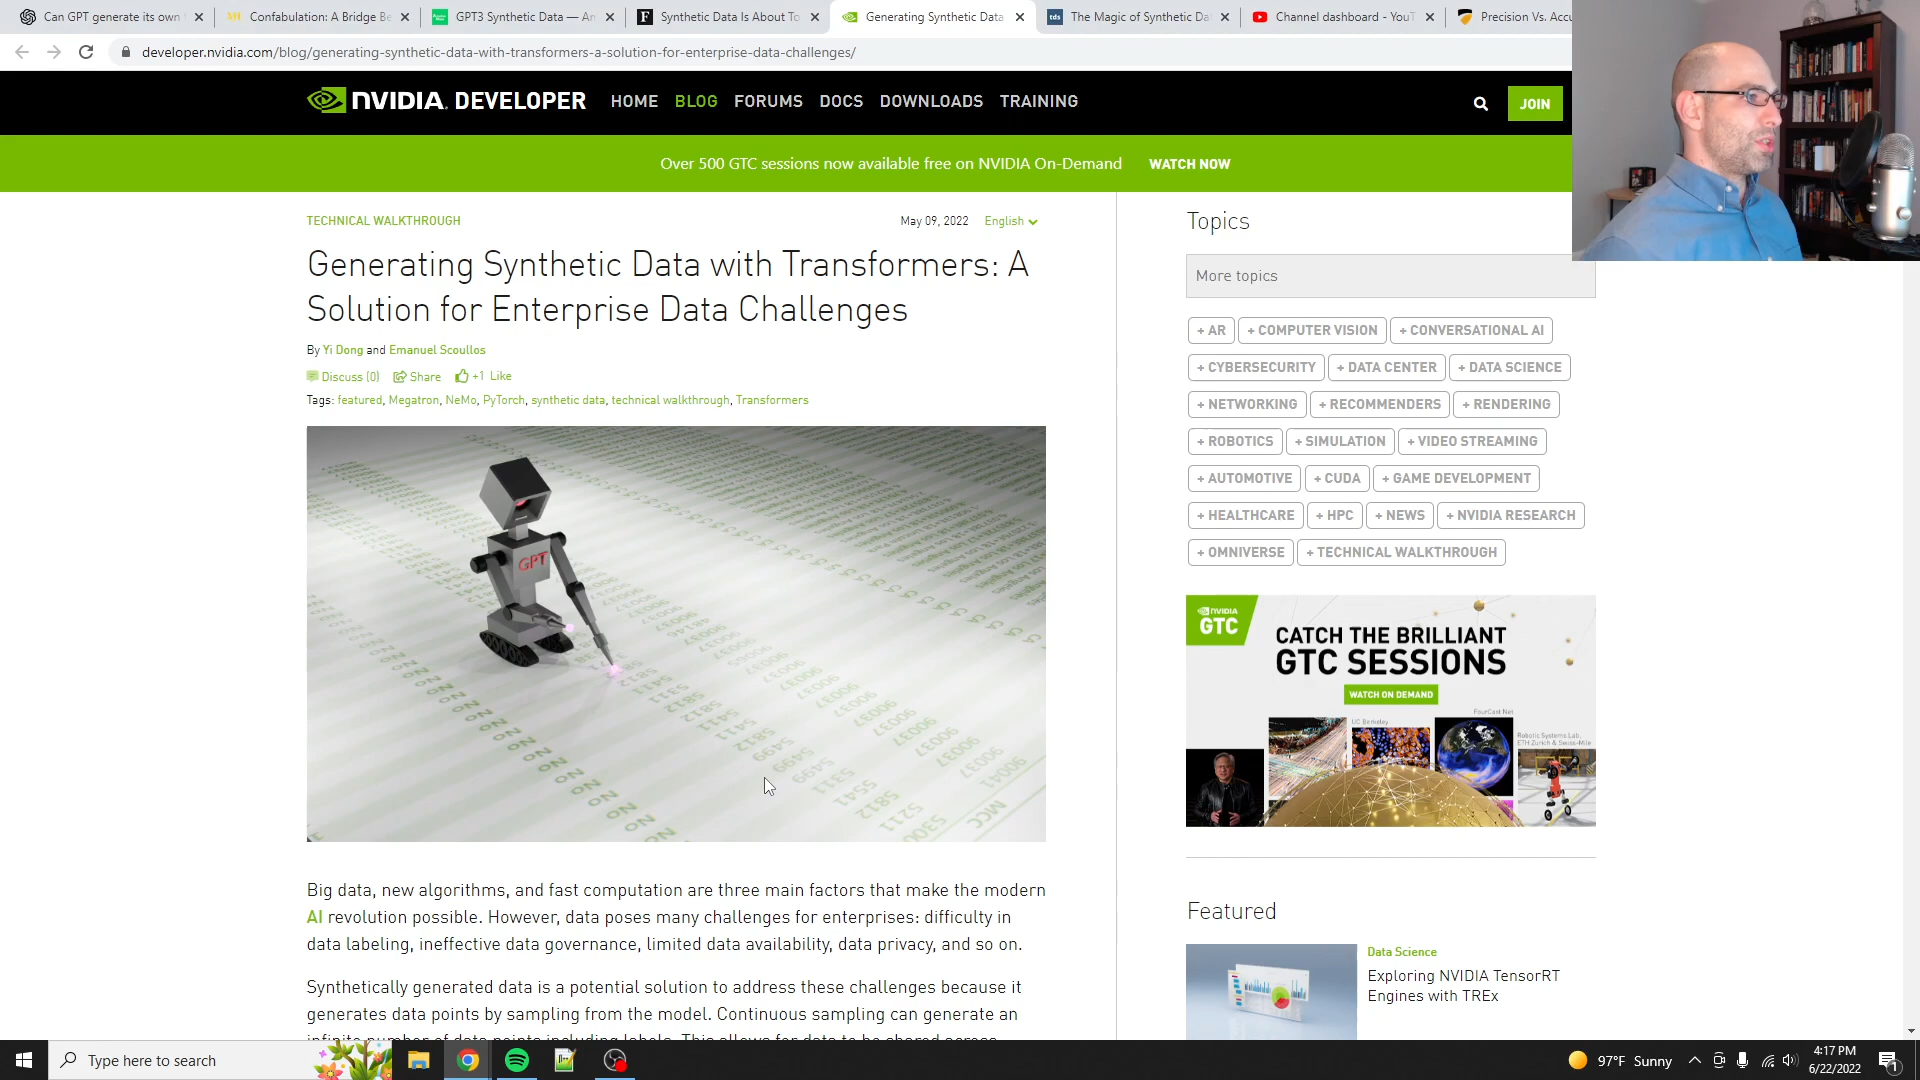 Can GPT generate its own
Confabulation: A Bridge Be
GPT3 Synthetic Data — An
Synthetic Data Is About To
Generating Synthetic Data
The Magic of Synthetic Da
Channel dashboard - YouT
Precision Vs. Accu
developer.nvidia.com/blog/generating-synthetic-data-with-transformers-a-solution-for-enterprise-data-challenges/
NVIDIA. DEVELOPER HOME BLOG FORUMS DOCS DOWNLOADS TRAINING
JOIN
Over 500 GTC sessions now available free on NVIDIA On-Demand WATCH NOW
TECHNICAL WALKTHROUGH
May 09, 2022 English
Generating Synthetic Data with Transformers: A
Solution for Enterprise Data Challenges
By Yi Dong and Emanuel Scoullos
Discuss (0) Share +1 Like
Tags: featured, Megatron, NeMo, PyTorch, synthetic data, technical walkthrough, Transformers
GPT
Big data, new algorithms, and fast computation are three main factors that make the modern
AI revolution possible. However, data poses many challenges for enterprises: difficulty in
data labeling, ineffective data governance, limited data availability, data privacy, and so on.
Synthetically generated data is a potential solution to address these challenges because it
generates data points by sampling from the model. Continuous sampling can generate an
Topics
More topics
+ AR + COMPUTER VISION + CONVERSATIONAL AI
+ CYBERSECURITY + DATA CENTER + DATA SCIENCE
+ NETWORKING + RECOMMENDERS + RENDERING
+ ROBOTICS + SIMULATION + VIDEO STREAMING
+ AUTOMOTIVE + CUDA + GAME DEVELOPMENT
+ HEALTHCARE + HPC + NEWS + NVIDIA RESEARCH
+ OMNIVERSE + TECHNICAL WALKTHROUGH
NVIDIA
GTC
CATCH THE BRILLIANT
GTC SESSIONS
WATCH ON DEMAND
FourCast Net
UC Berkeley
Robotic Systems Lab,
ETH Zurich & Swiss-Mile
Featured
Data Science
Exploring NVIDIA TensorRT
Engines with TREx
Type here to search
97°F Sunny
4:17 PM
6/22/2022
1